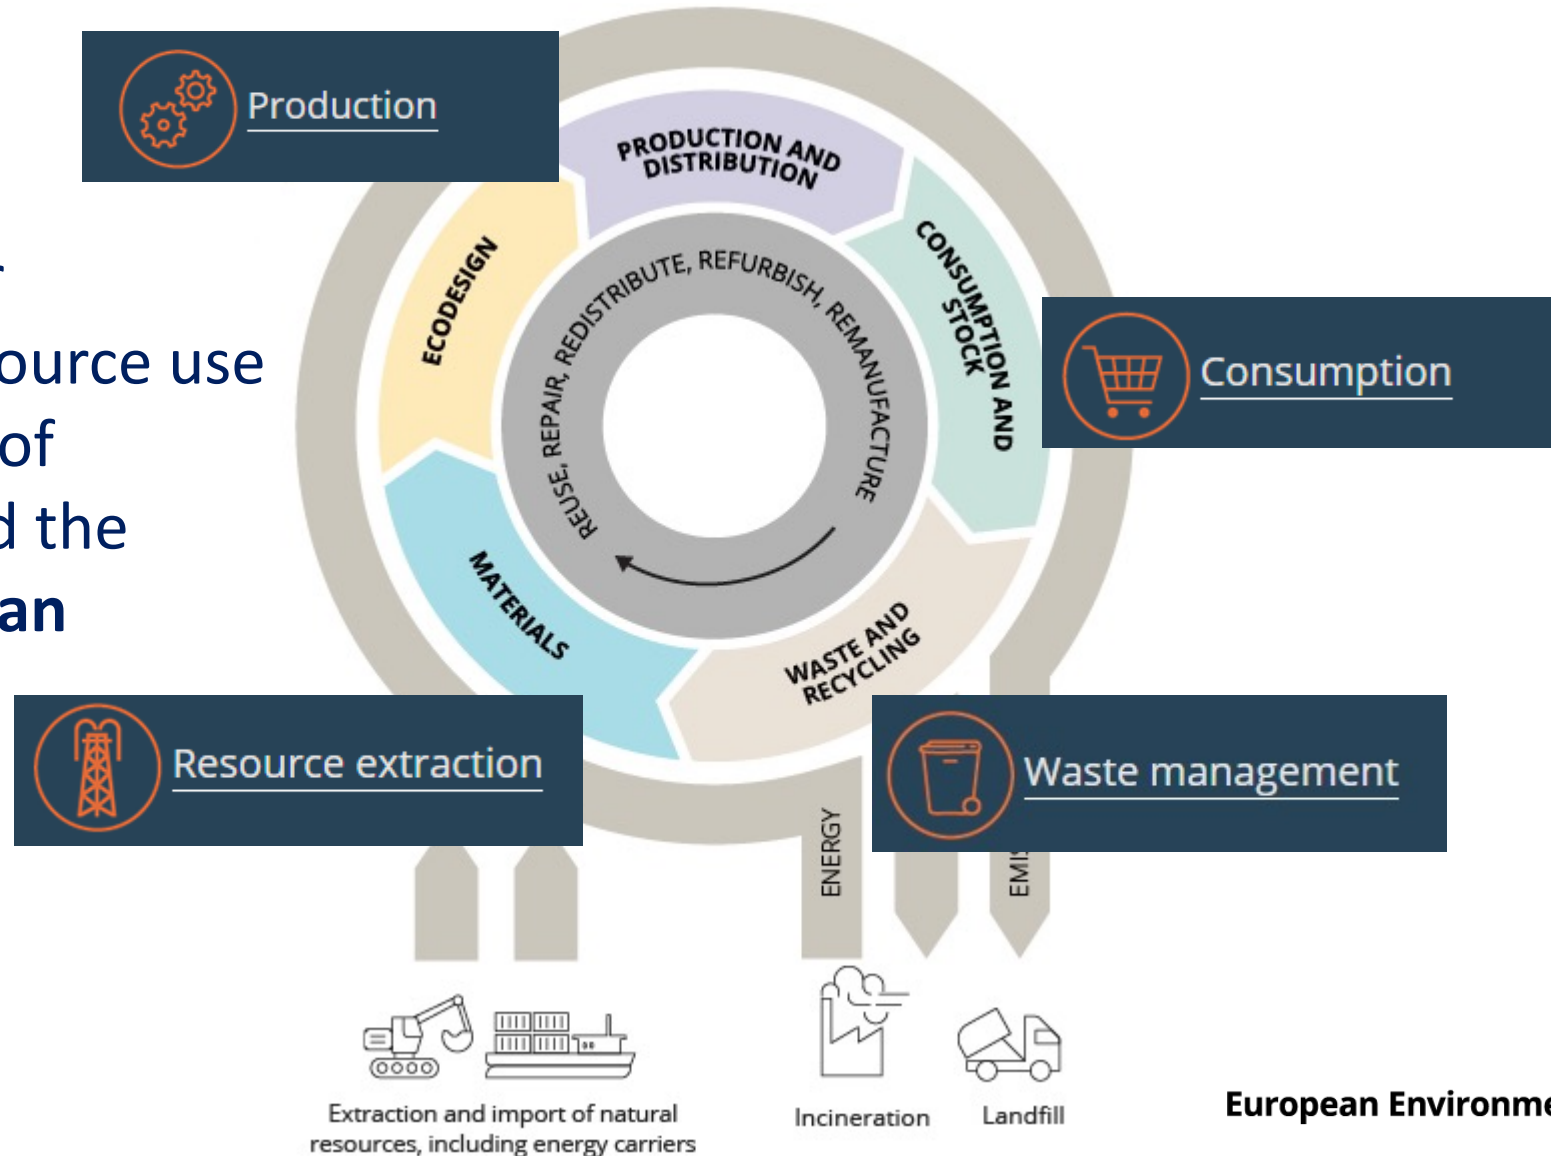 Production
PRODUCTION AND
DISTRIBUTION
ource use
of
d the
an
ECODESIGN
REUSE, REPAIR, REDISTRIBUTE, REFURBISH, REMANUFACTURE
CONSUMPTION AND
STOCK
Consumption
MATERIALS
WASTE AND
RECYCLING
Resource extraction
Waste management
ENERGY
EMIS
Extraction and import of natural
resources, including energy carriers
Incineration
Landfill
European Environme